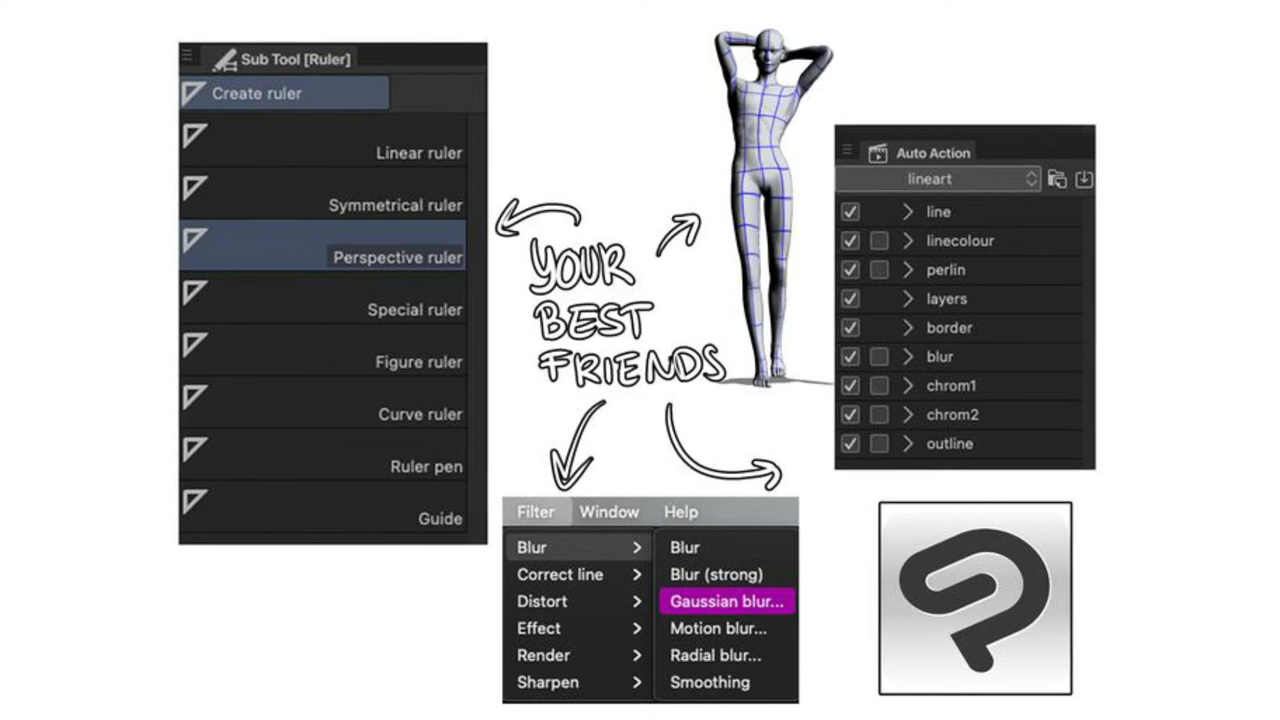 Sub Tool [Ruler]
Create ruler
Linear ruler
Symmetrical ruler
Perspective ruler
Special ruler
Figure ruler
Curve ruler
Ruler pen
Guide
YOUR
BEST
FRIENDS
Auto Action
lineart
line
linecolour
perlin
layers
border
blur
chrom1
chrom2
outline
Filter Window Help
Blur
Correct line
Distort
Effect
Render
Sharpen
Blur
Blur (strong)
Gaussian blur...
Motion blur...
Radial blur...
Smoothing